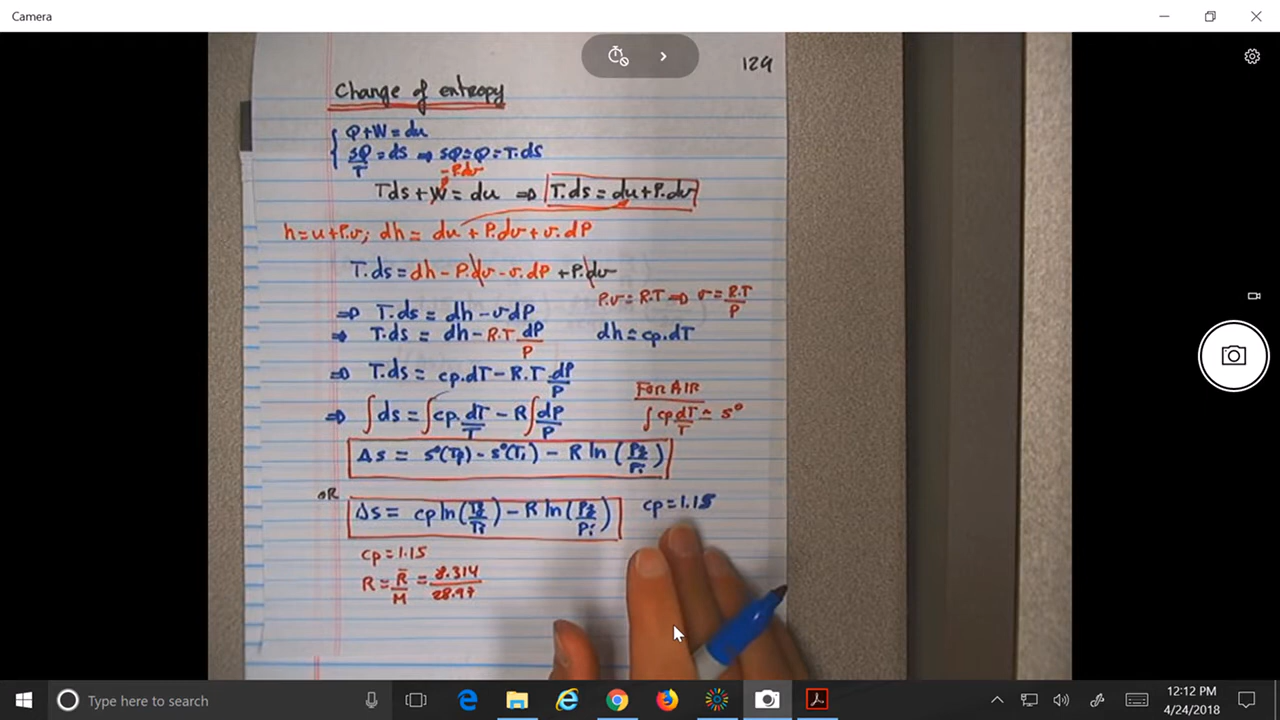 Camera
129
Change of entropy
Q+W = du
δQ/T = ds ⇒ δQ = Q = T.ds
-P.dv
Tds + W = du ⇒ T.ds = du + P.dv
h = u + P.v; dh = du + P.dv + v.dP
T.ds = dh - P.dv - v.dP + P.dv
P.v = R.T ⇒ v = R.T/P
⇒ T.ds = dh - v dP
⇒ T.ds = dh - R.T dP/P dh = cp.dT
⇒ T.ds = cp.dT - R.T dP/P
FOR AIR
⇒ ∫ds = ∫cp.dT/T - R∫dP/P ∫cp dT/T = s°
Δs = s°(T2) - s°(T1) - R ln (P2/P1)
OR
Δs = cp ln(T2/T1) - R ln(P2/P1) cp = 1.15
cp = 1.15
R = R̄/M = 8.314/28.97
Type here to search
12:12 PM
4/24/2018